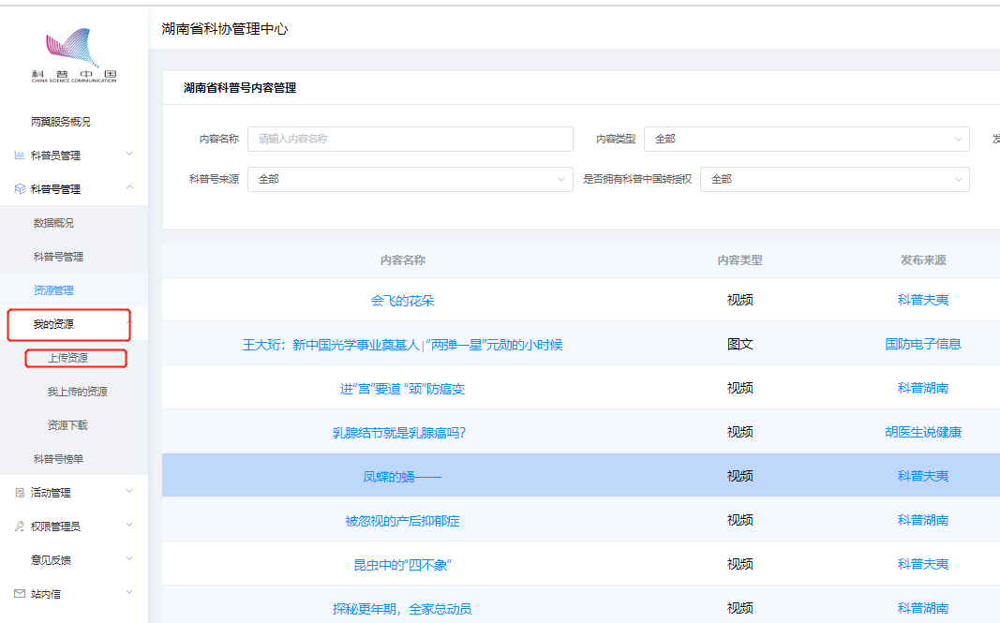 湖南省科协管理中心
科普中国
CHINA SCIENCE COMMUNICATION
两翼服务概况
科普员管理
科普号管理
数据概况
科普号管理
资源管理
我的资源
上传资源
我上传的资源
资源下载
科普号榜单
活动管理
权限管理员
意见反馈
站内信
湖南省科普号内容管理
内容名称 请输入内容名称 内容类型 全部 发
科普号来源 全部 是否拥有科普中国转授权 全部
内容名称 内容类型 发布来源
会飞的花朵 视频 科普夫夷
王大珩：新中国光学事业奠基人|“两弹一星”元勋的小时候 图文 国防电子信息
进“宫”要道 “颈”防癌变 视频 科普湖南
乳腺结节就是乳腺癌吗？ 视频 胡医生说健康
凤蝶的蛹—— 视频 科普夫夷
被忽视的产后抑郁症 视频 科普湖南
昆虫中的“四不象” 视频 科普夫夷
探秘更年期，全家总动员 视频 科普湖南